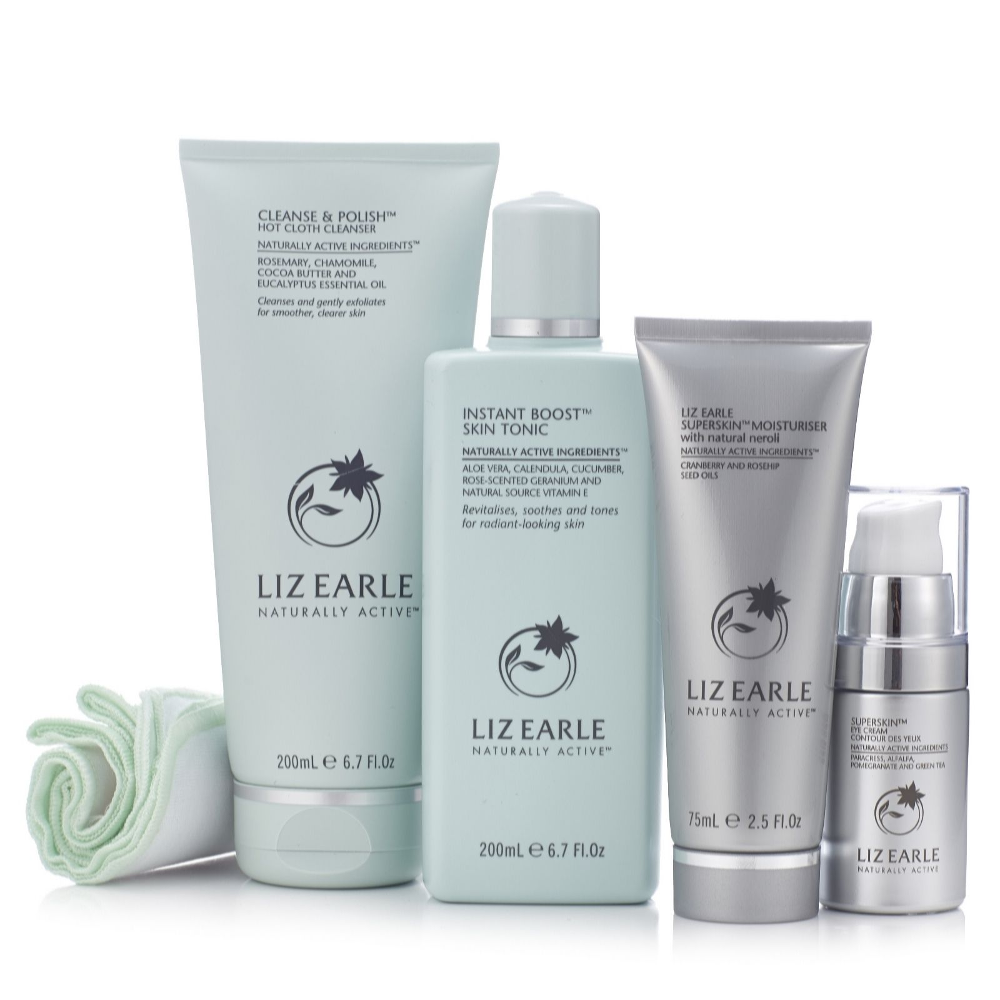 CLEANSE & POLISH™
HOT CLOTH CLEANSER
NATURALLY ACTIVE INGREDIENTS™
ROSEMARY, CHAMOMILE,
COCOA BUTTER AND
EUCALYPTUS ESSENTIAL OIL
Cleanses and gently exfoliates
for smoother, clearer skin
LIZ EARLE
NATURALLY ACTIVE™
200mL e 6.7 Fl.Oz
INSTANT BOOST™
SKIN TONIC
NATURALLY ACTIVE INGREDIENTS™
ALOE VERA, CALENDULA, CUCUMBER,
ROSE-SCENTED GERANIUM AND
NATURAL SOURCE VITAMIN E
Revitalises, soothes and tones
for radiant-looking skin
LIZ EARLE
NATURALLY ACTIVE™
200mL e 6.7 Fl.Oz
LIZ EARLE
SUPERSKIN™ MOISTURISER
with natural neroli
NATURALLY ACTIVE INGREDIENTS™
CRANBERRY AND ROSEHIP
SEED OILS
LIZ EARLE
NATURALLY ACTIVE™
75mL e 2.5 Fl.Oz
SUPERSKIN™
EYE CREAM
CONTOUR DES YEUX
NATURALLY ACTIVE INGREDIENTS
PARACRESS, ALFALFA,
POMEGRANATE AND GREEN TEA
LIZ EARLE
NATURALLY ACTIVE